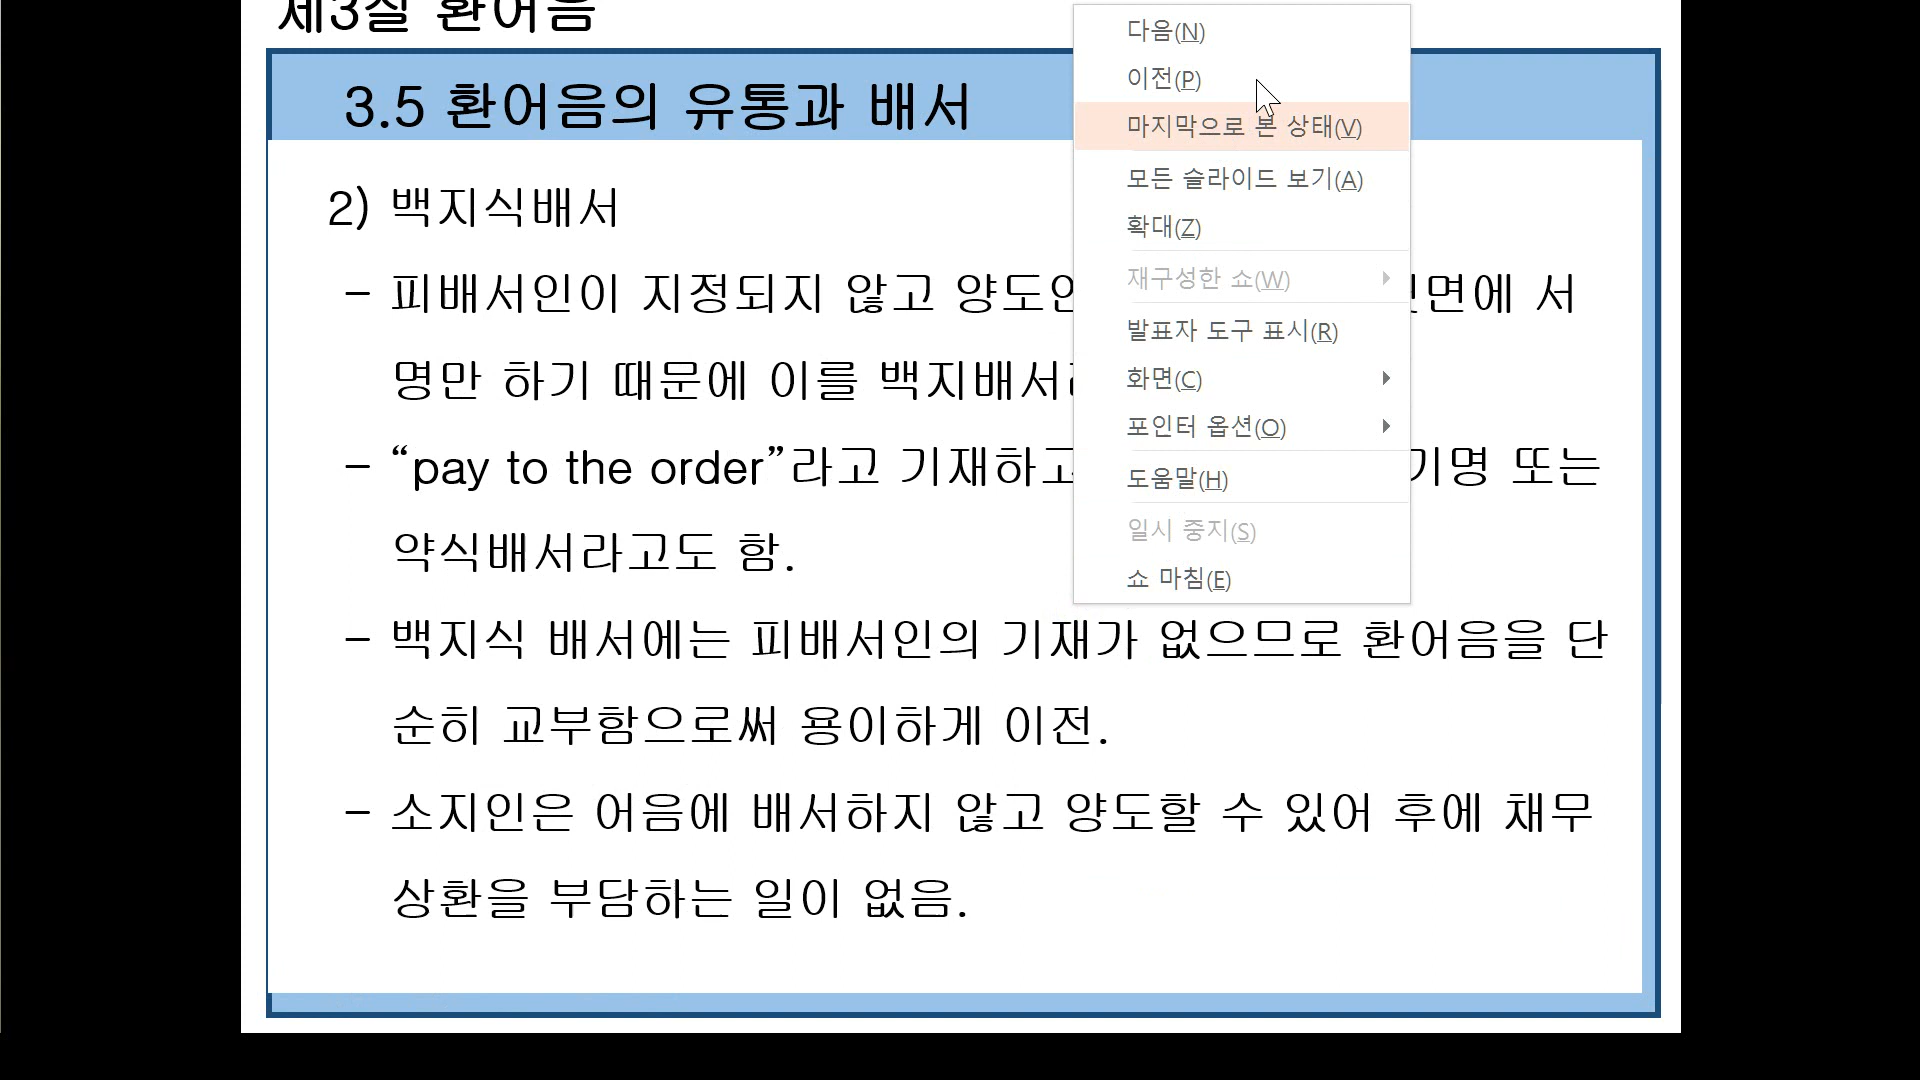 제3절 환어음
3.5 환어음의 유통과 배서
2) 백지식배서
- 피배서인이 지정되지 않고 면에 서
명만 하기 때문에 이를
- “pay to the order”라고 기재하고 기명 또는
약식배서라고도 함.
- 백지식 배서에는 피배서인의 기재가 없으므로 환어음을 단
순히 교부함으로써 용이하게 이전.
- 소지인은 어음에 배서하지 않고 양도할 수 있어 후에 채무
상환을 부담하는 일이 없음.
다음(N)
이전(P)
마지막으로 본 상태(V)
모든 슬라이드 보기(A)
확대(Z)
재구성한 쇼(W)
발표자 도구 표시(R)
화면(C)
포인터 옵션(O)
도움말(H)
일시 중지(S)
쇼 마침(E)